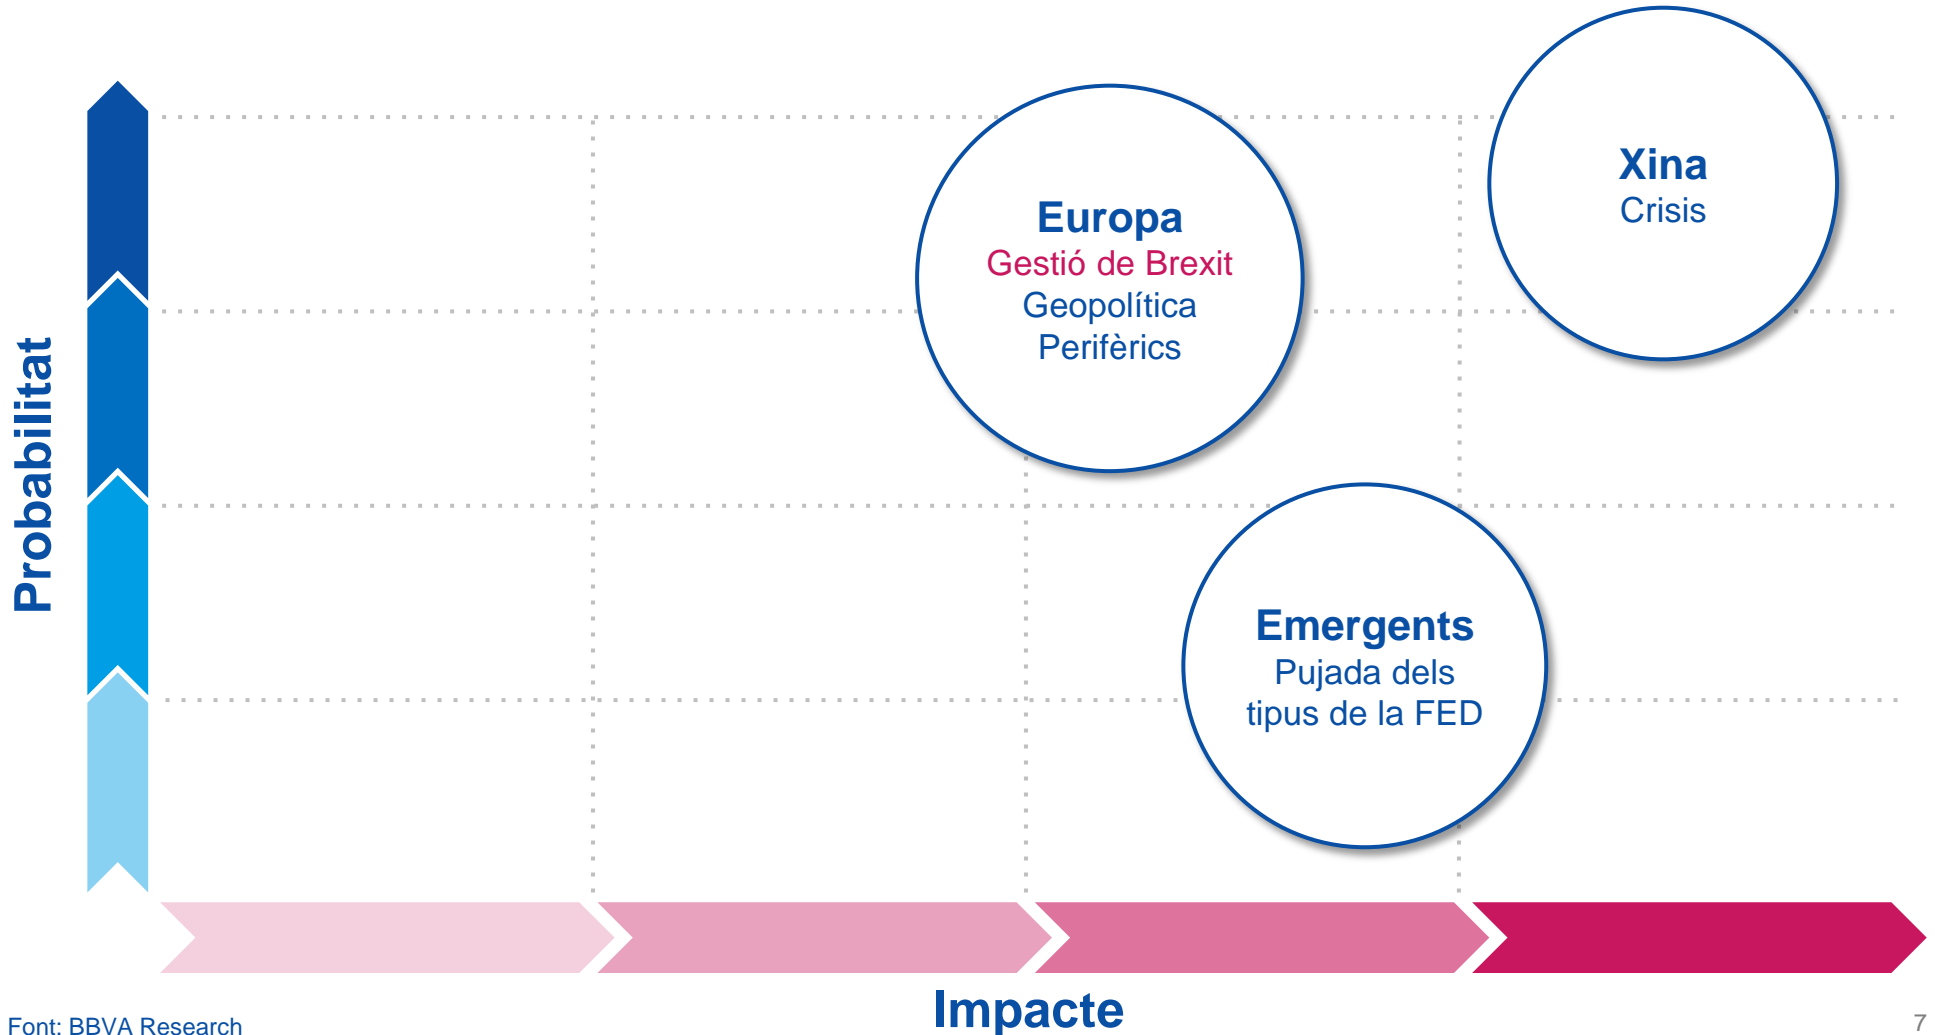 Probabilitat
Xina
Crisis
Europa
Gestió de Brexit
Geopolítica
Perifèrics
Emergents
Pujada dels
tipus de la FED
Impacte
Font: BBVA Research
7